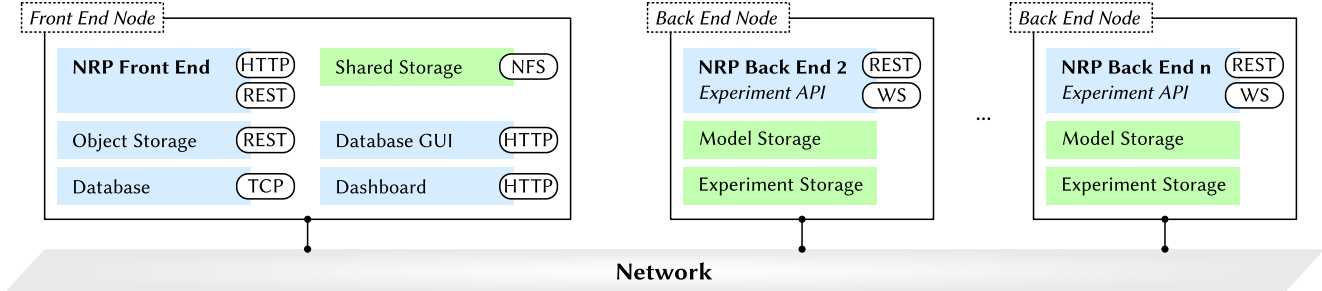 Front End Node
NRP Front End
HTTP
REST
Shared Storage
NFS
Object Storage
REST
Database GUI
HTTP
Database
TCP
Dashboard
HTTP
Back End Node
NRP Back End 2
Experiment API
REST
WS
Model Storage
Experiment Storage
...
Back End Node
NRP Back End n
Experiment API
REST
WS
Model Storage
Experiment Storage
Network